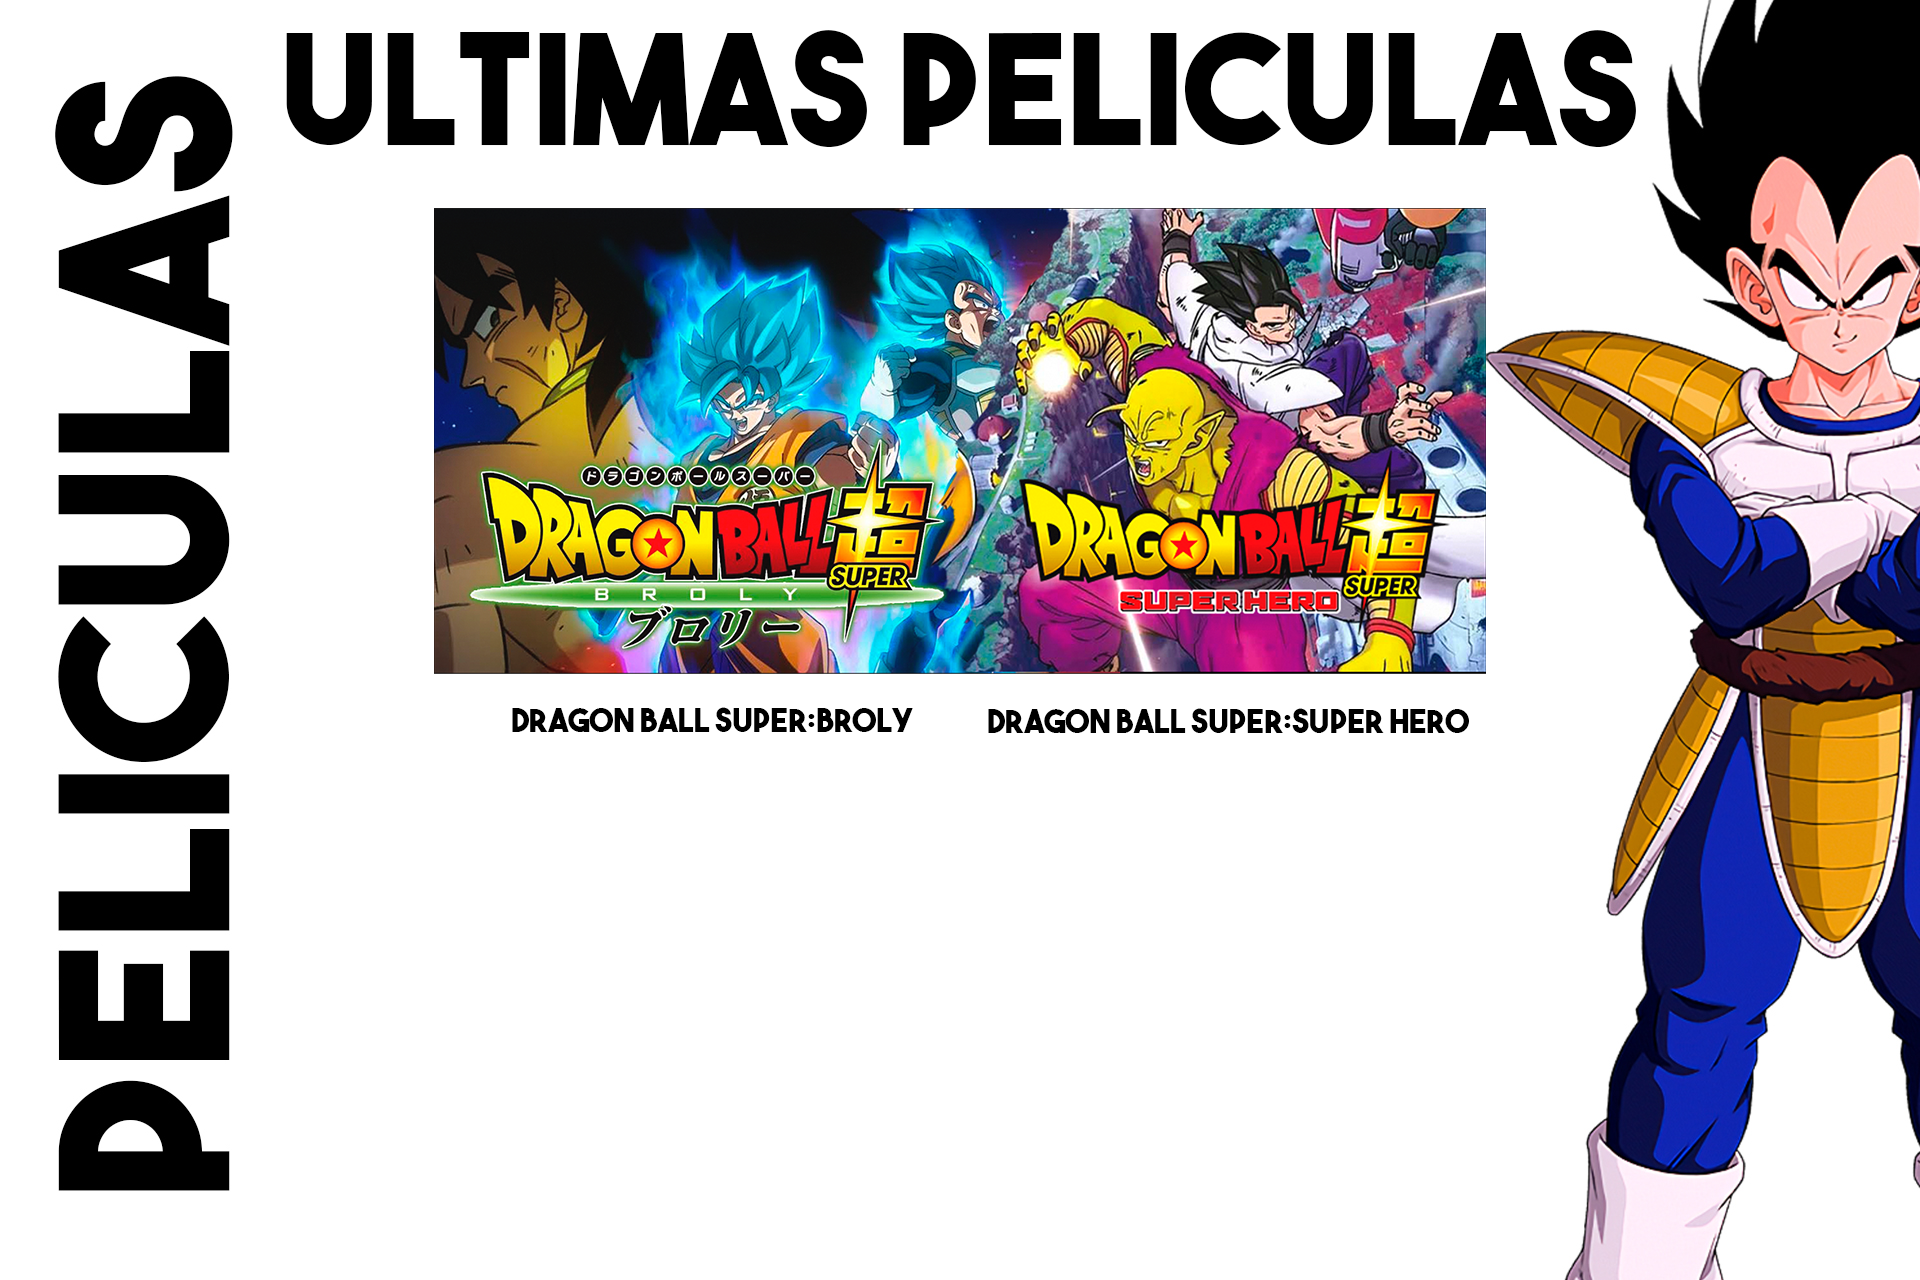 PELICULAS
ULTIMAS PELICULAS
ドラゴンボールスーパー
DRAGON BALL 超
SUPER
BROLY
ブロリー
DRAGON BALL 超
SUPER
SUPER HERO
DRAGON BALL SUPER:BROLY
DRAGON BALL SUPER:SUPER HERO